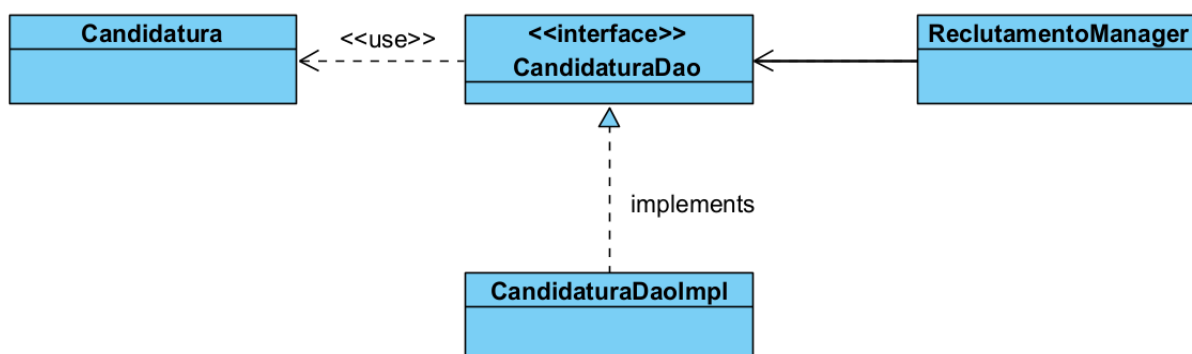 Candidatura
<<use>>
<<interface>>
CandidaturaDao
ReclutamentoManager
implements
CandidaturaDaoImpl